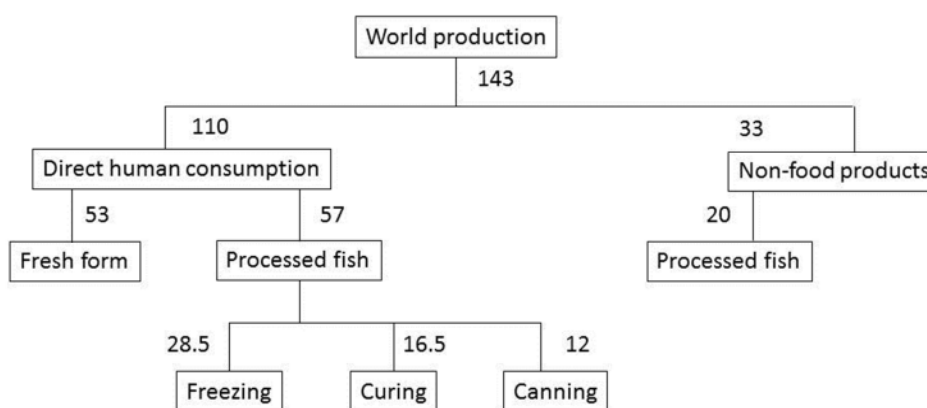 World production
143
110
33
Direct human consumption
Non-food products
53
57
20
Fresh form
Processed fish
Processed fish
28.5
16.5
12
Freezing
Curing
Canning